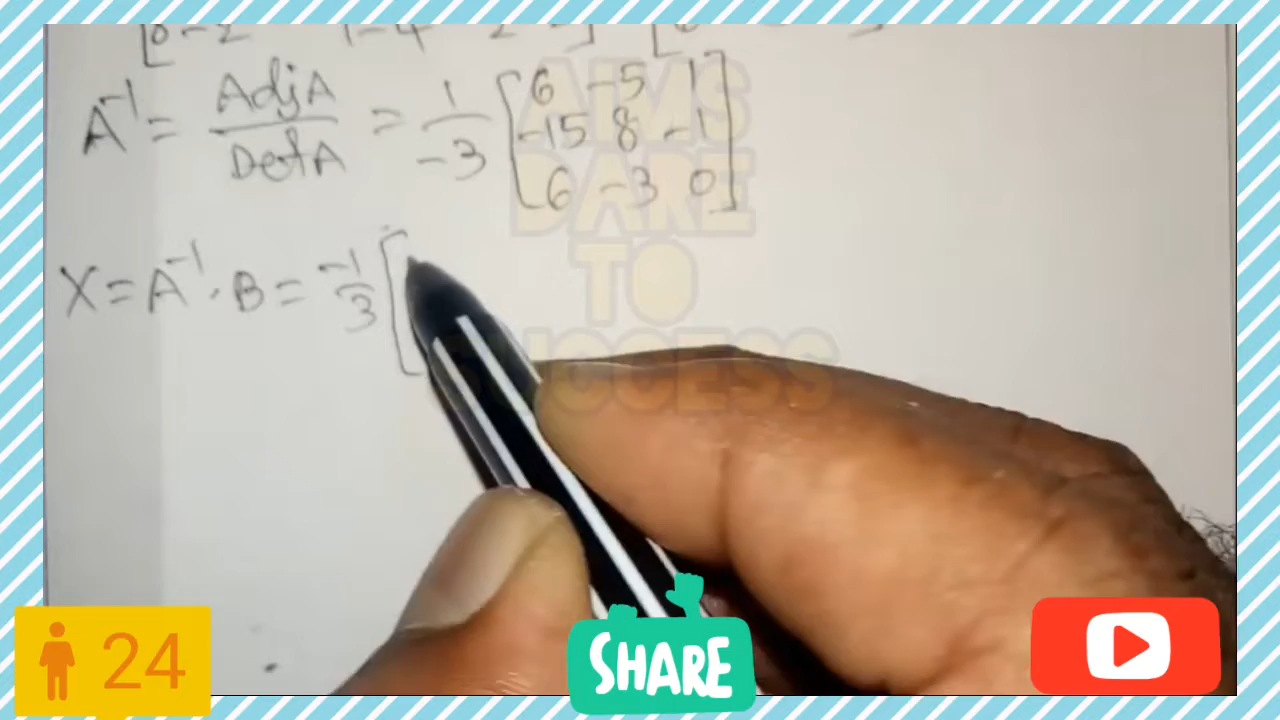 A⁻¹ = AdjA / DetA = 1 / -3 [6 -5 1
-15 8 -1
6 -3 0]
X = A⁻¹ · B = -1/3 [
AIMS
DARE
TO
SUCCESS
24
SHARE